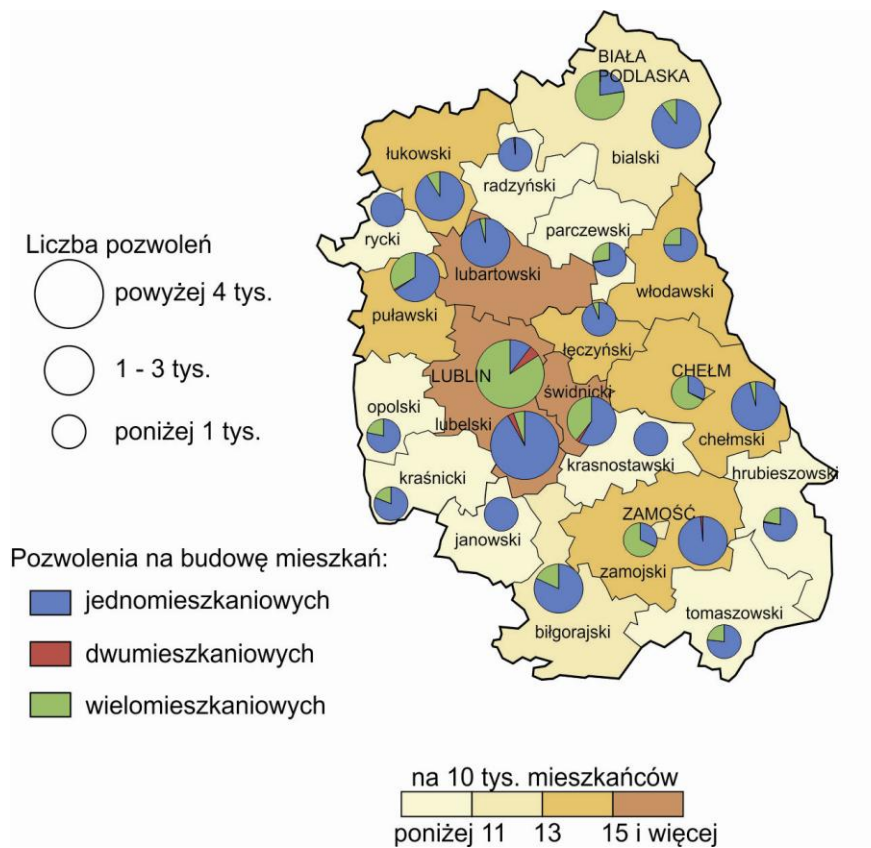 BIAŁA
PODLASKA
bialski
łukowski
radzyński
rycki
parczewski
lubartowski
włodawski
puławski
łęczyński
LUBLIN
świdnicki
CHEŁM
opolski
lubelski
chełmski
kraśnicki
krasnostawski
hrubieszowski
janowski
ZAMOŚĆ
zamojski
biłgorajski
tomaszowski
Liczba pozwoleń
powyżej 4 tys.
1 - 3 tys.
poniżej 1 tys.
Pozwolenia na budowę mieszkań:
jednomieszkaniowych
dwumieszkaniowych
wielomieszkaniowych
na 10 tys. mieszkańców
poniżej 11 13 15 i więcej